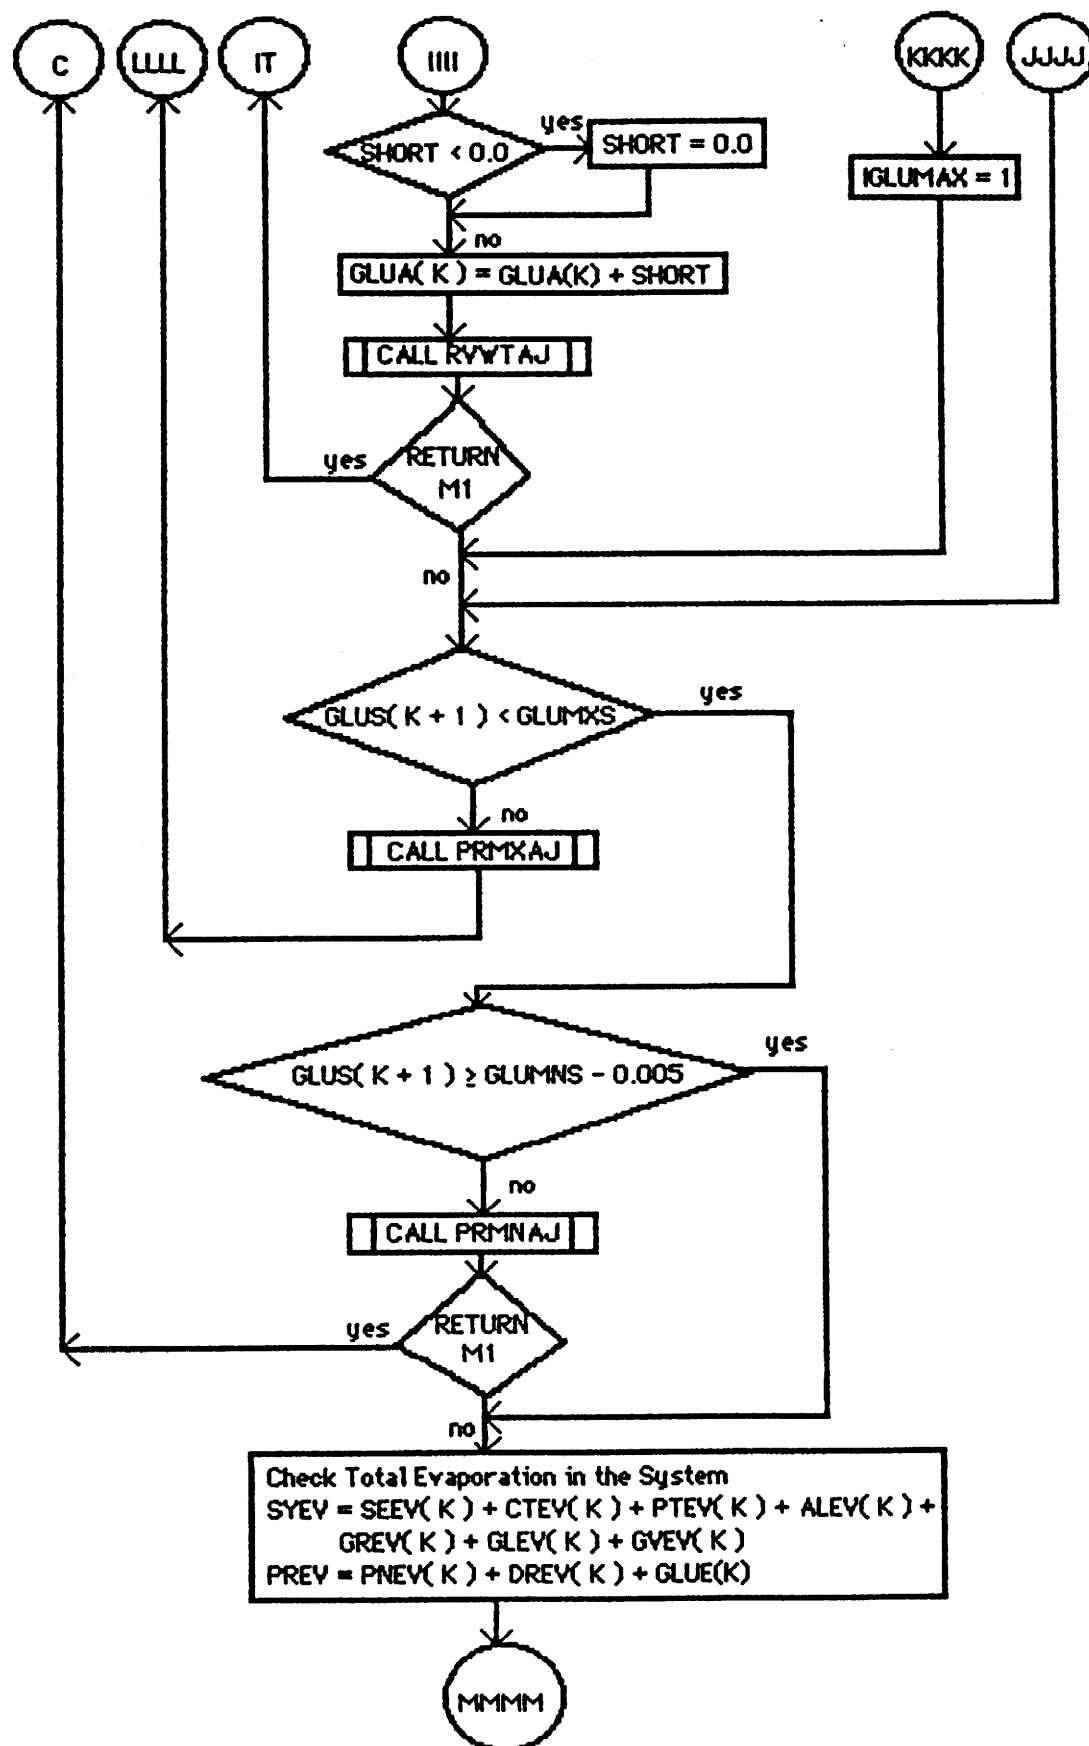 C
LLLL
IT
IIII
KKKK
JJJJ
SHORT < 0.0
yes
SHORT = 0.0
IGLUMAX = 1
no
GLUA( K ) = GLUA(K) + SHORT
CALL RVWTAJ
yes
RETURN
M1
no
GLUS( K + 1 ) < GLUMXS
yes
no
CALL PRMXAJ
GLUS( K + 1 ) ≥ GLUMNS - 0.005
yes
no
CALL PRMNAJ
yes
RETURN
M1
no
Check Total Evaporation in the System
SYEV = SEEV( K ) + CTEV( K ) + PTEV( K ) + ALEV( K ) +
GREV( K ) + GLEV( K ) + GVEV( K )
PREV = PNEV( K ) + DREV( K ) + GLUE(K)
MMMM